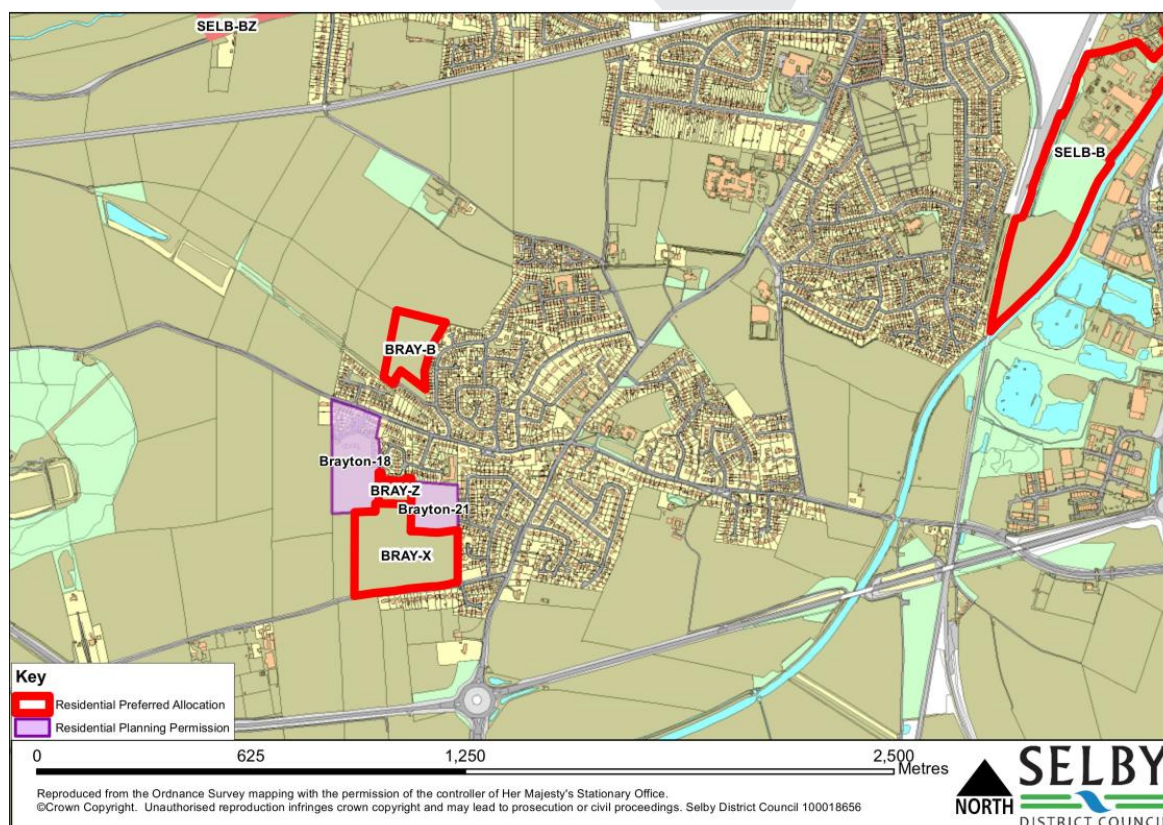 SELB-BZ
SELB-B
BRAY-B
Brayton-18
BRAY-Z
Brayton-21
BRAY-X
Key
Residential Preferred Allocation
Residential Planning Permission
0 625 1,250 2,500
Metres
Reproduced from the Ordnance Survey mapping with the permission of the controller of Her Majesty's Stationary Office.
©Crown Copyright. Unauthorised reproduction infringes crown copyright and may lead to prosecution or civil proceedings. Selby District Council 100018656
NORTH
SELBY
DISTRICT COUNCIL